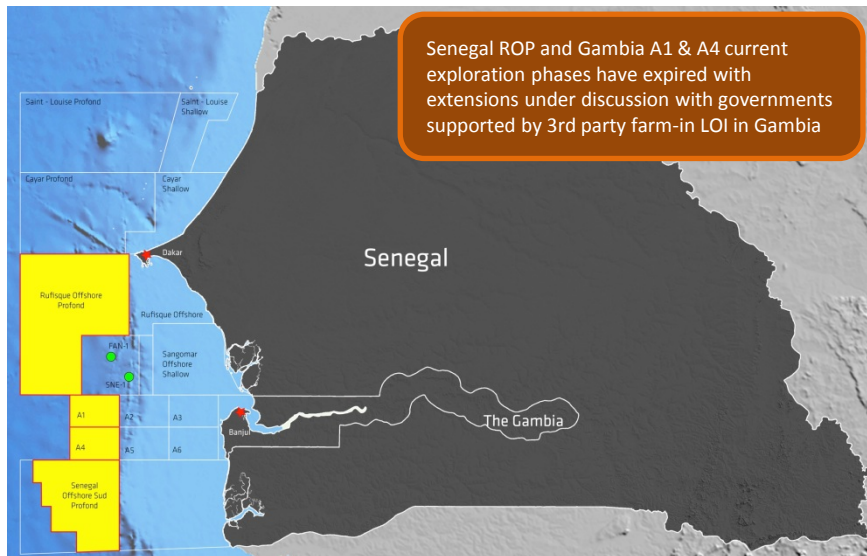 Senegal ROP and Gambia A1 & A4 current
exploration phases have expired with
extensions under discussion with governments
supported by 3rd party farm-in LOI in Gambia
Saint - Louise Profond
Saint - Louise
Shallow
Cayar Profond
Cayar
Shallow
Dakar
Senegal
Rufisque Offshore
Profond
Rufisque Offshore
FAN-1
Sangomar
Offshore
Shallow
SNE-1
A1
A2
A3
Banjul
The Gambia
A4
A5
A6
Senegal
Offshore Sud
Profond